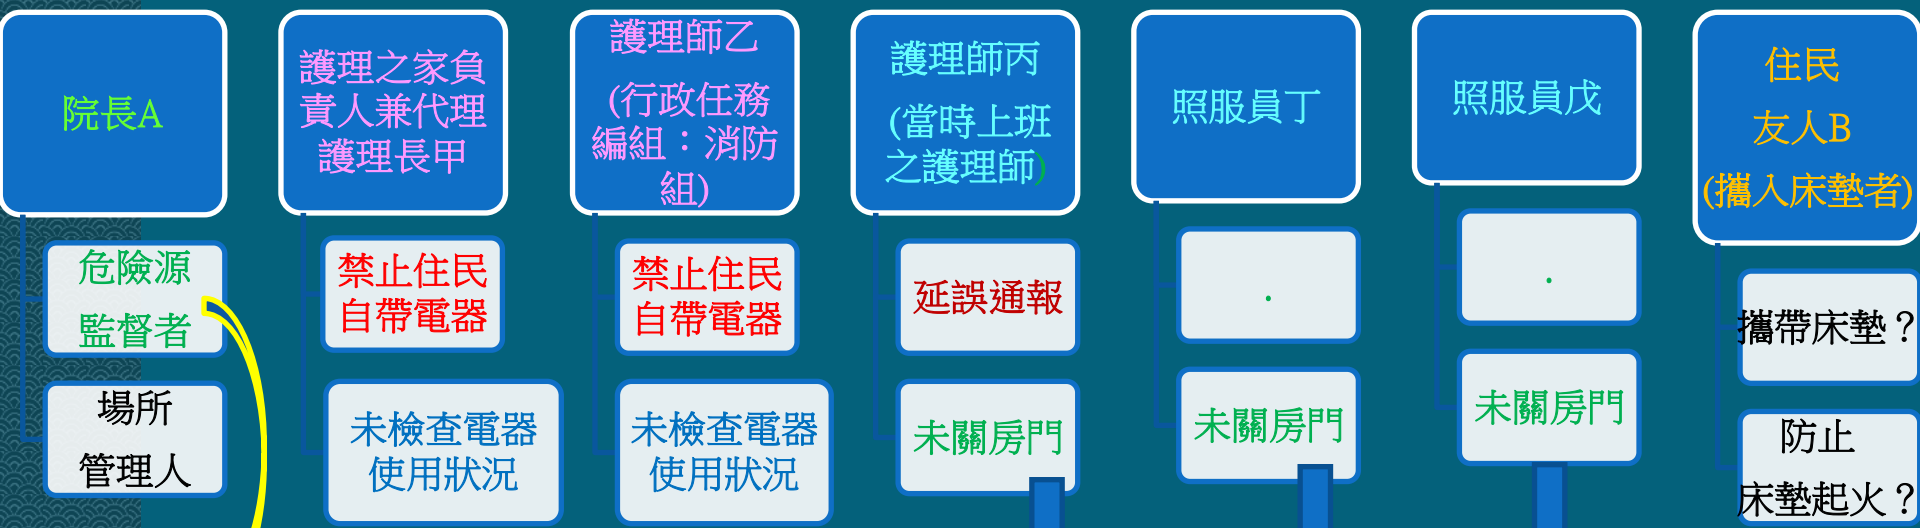 院長A
危險源
監督者
場所
管理人
護理之家負
責人兼代理
護理長甲
禁止住民
自帶電器
未檢查電器
使用狀況
護理師乙
(行政任務
編組：消防
組)
禁止住民
自帶電器
未檢查電器
使用狀況
護理師丙
(當時上班
之護理師)
延誤通報
未關房門
照服員丁
.
未關房門
照服員戊
.
未關房門
住民
友人B
(攜入床墊者)
攜帶床墊？
防止
床墊起火？